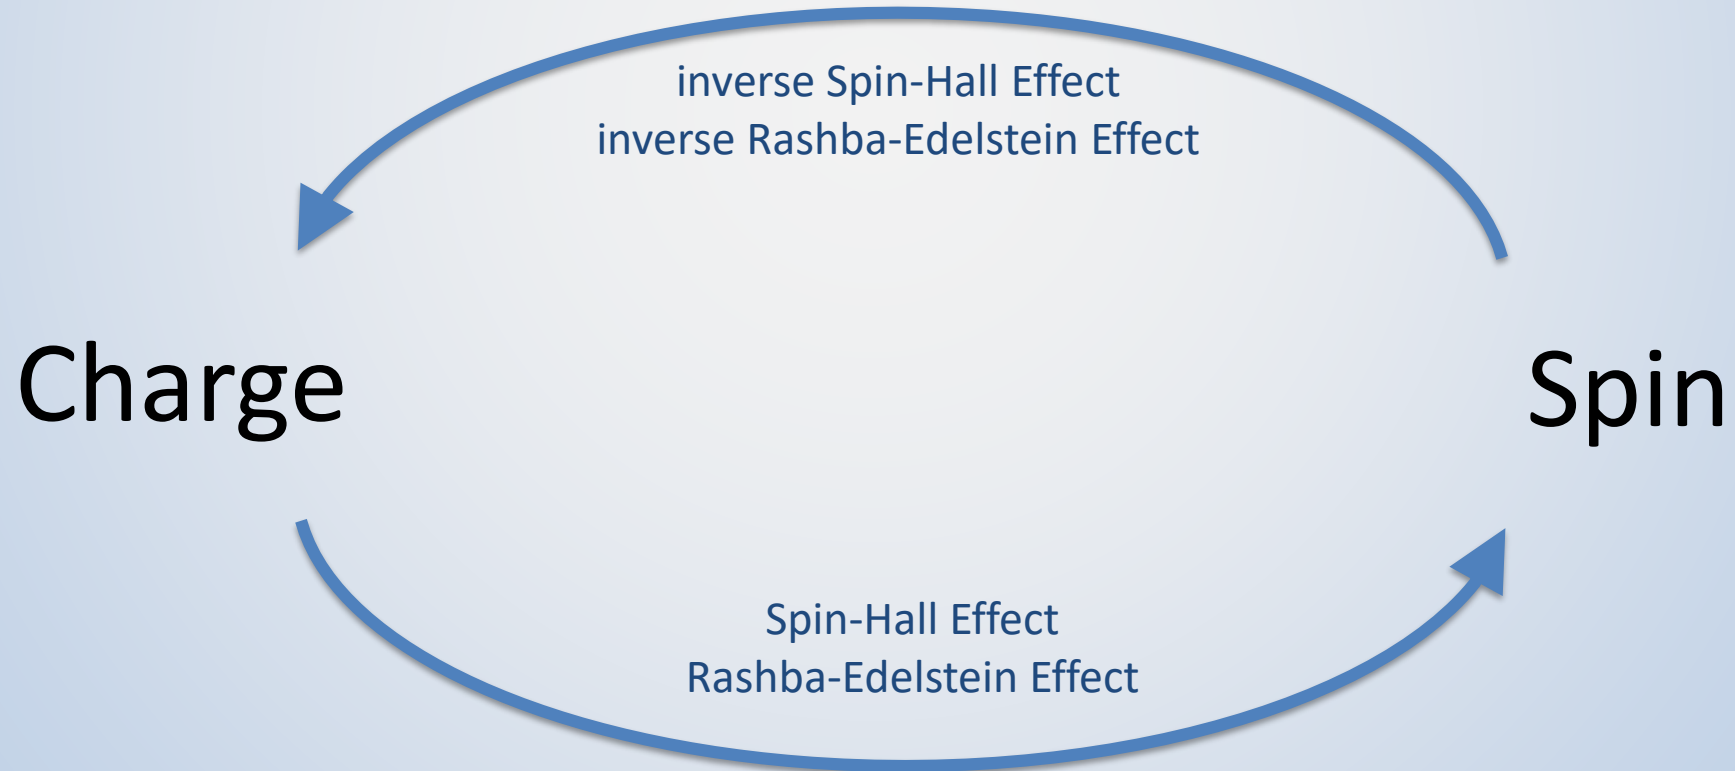 inverse Spin-Hall Effect
inverse Rashba-Edelstein Effect
Charge
Spin
Spin-Hall Effect
Rashba-Edelstein Effect